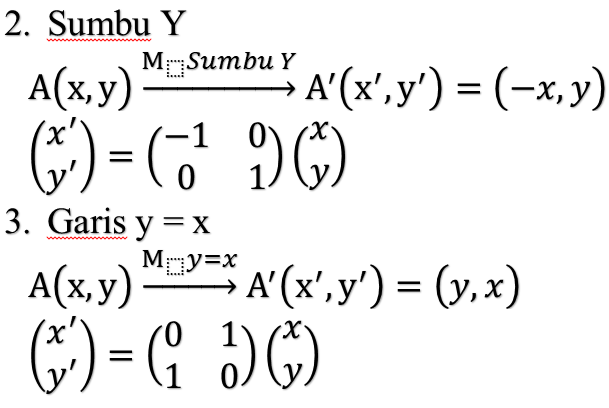 2. Sumbu Y
A(x,y) M⬚ Sumbu Y → A′(x′,y′) = (−x, y)
(x′ y′) = (−1 0 0 1)(x y)
3. Garis y = x
A(x,y) M⬚ y=x → A′(x′,y′) = (y, x)
(x′ y′) = (0 1 1 0)(x y)